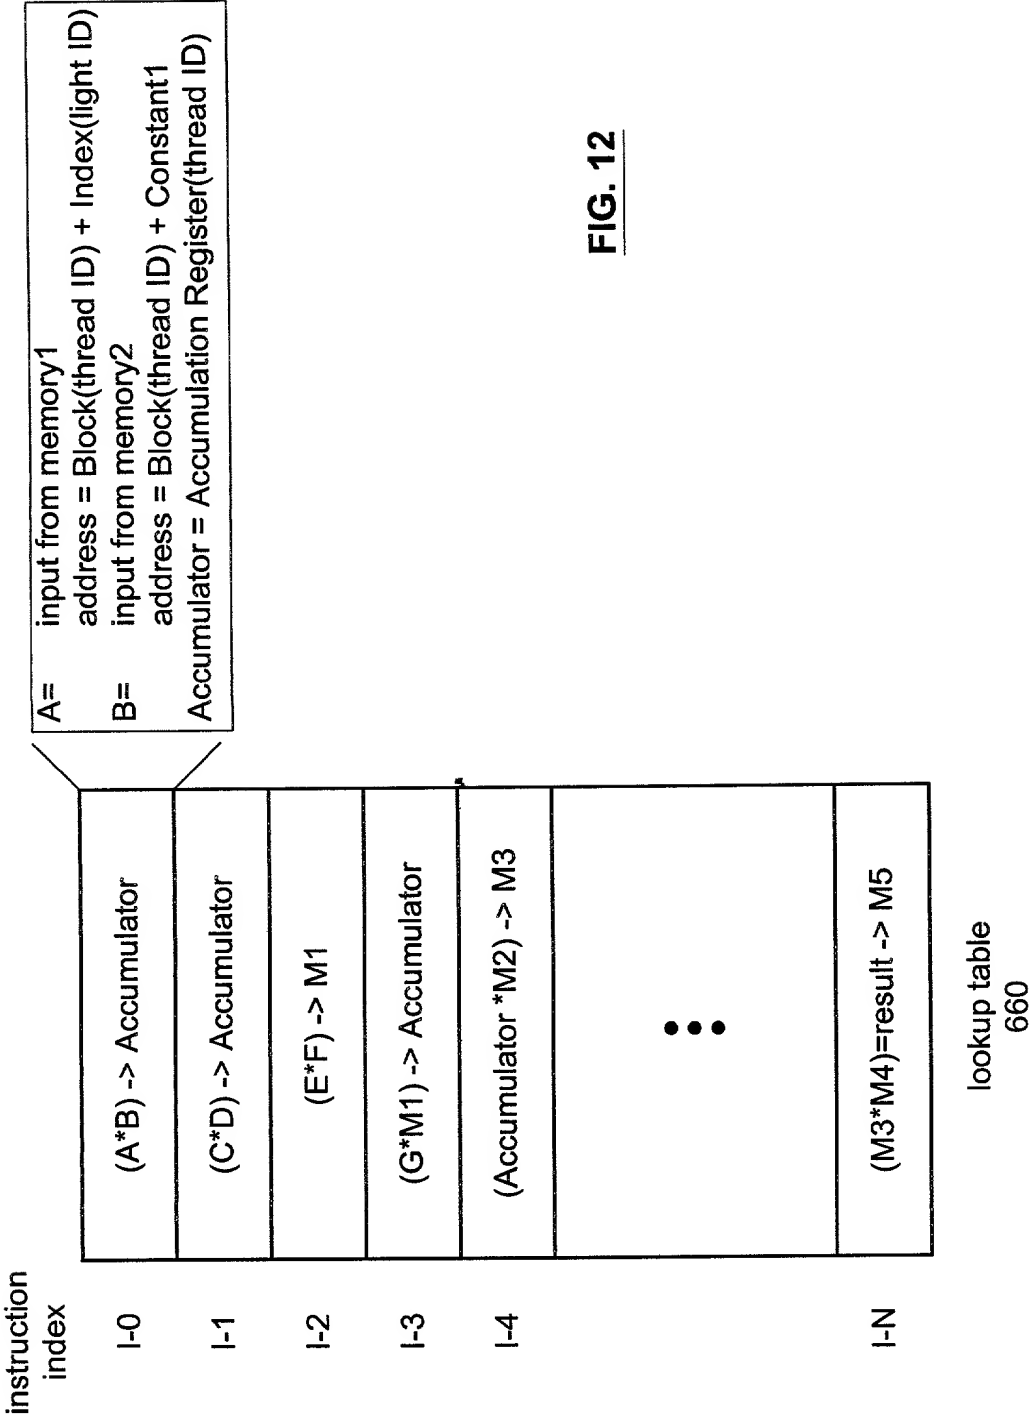 instruction
index
I-0
(A*B) -> Accumulator
I-1
(C*D) -> Accumulator
I-2
(E*F) -> M1
I-3
(G*M1) -> Accumulator
I-4
(Accumulator *M2) -> M3
I-N
(M3*M4)=result -> M5
lookup table
660
A= input from memory1
address = Block(thread ID) + Index(light ID)
B= input from memory2
address = Block(thread ID) + Constant1
Accumulator = Accumulation Register(thread ID)
FIG. 12